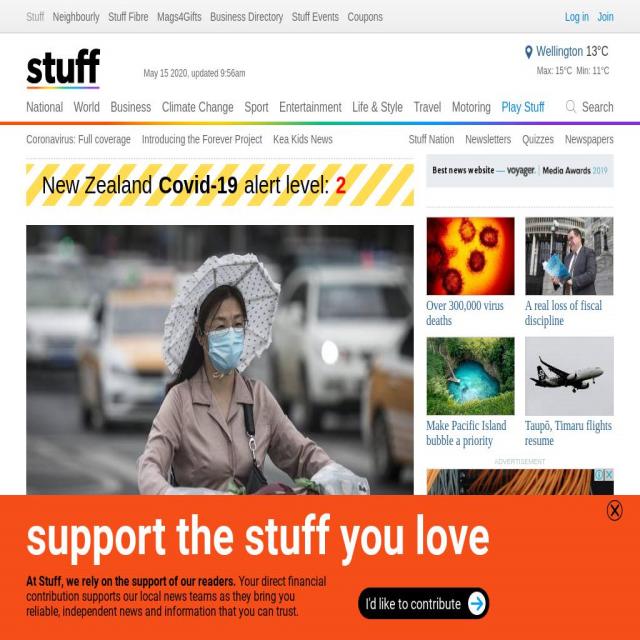 Stuff Neighbourly Stuff Fibre Mags4Gifts Business Directory Stuff Events Coupons Log in Join
stuff
May 15 2020, updated 9:56am
Wellington 13°C
Max: 15°C Min: 11°C
National World Business Climate Change Sport Entertainment Life & Style Travel Motoring Play Stuff Search
Coronavirus: Full coverage Introducing the Forever Project Kea Kids News Stuff Nation Newsletters Quizzes Newspapers
New Zealand Covid-19 alert level: 2
Best news website — voyager. Media Awards 2019
Over 300,000 virus
deaths
A real loss of fiscal
discipline
Make Pacific Island
bubble a priority
Taupō, Timaru flights
resume
ADVERTISEMENT
support the stuff you love
At Stuff, we rely on the support of our readers. Your direct financial
contribution supports our local news teams as they bring you
reliable, independent news and information that you can trust.
I'd like to contribute